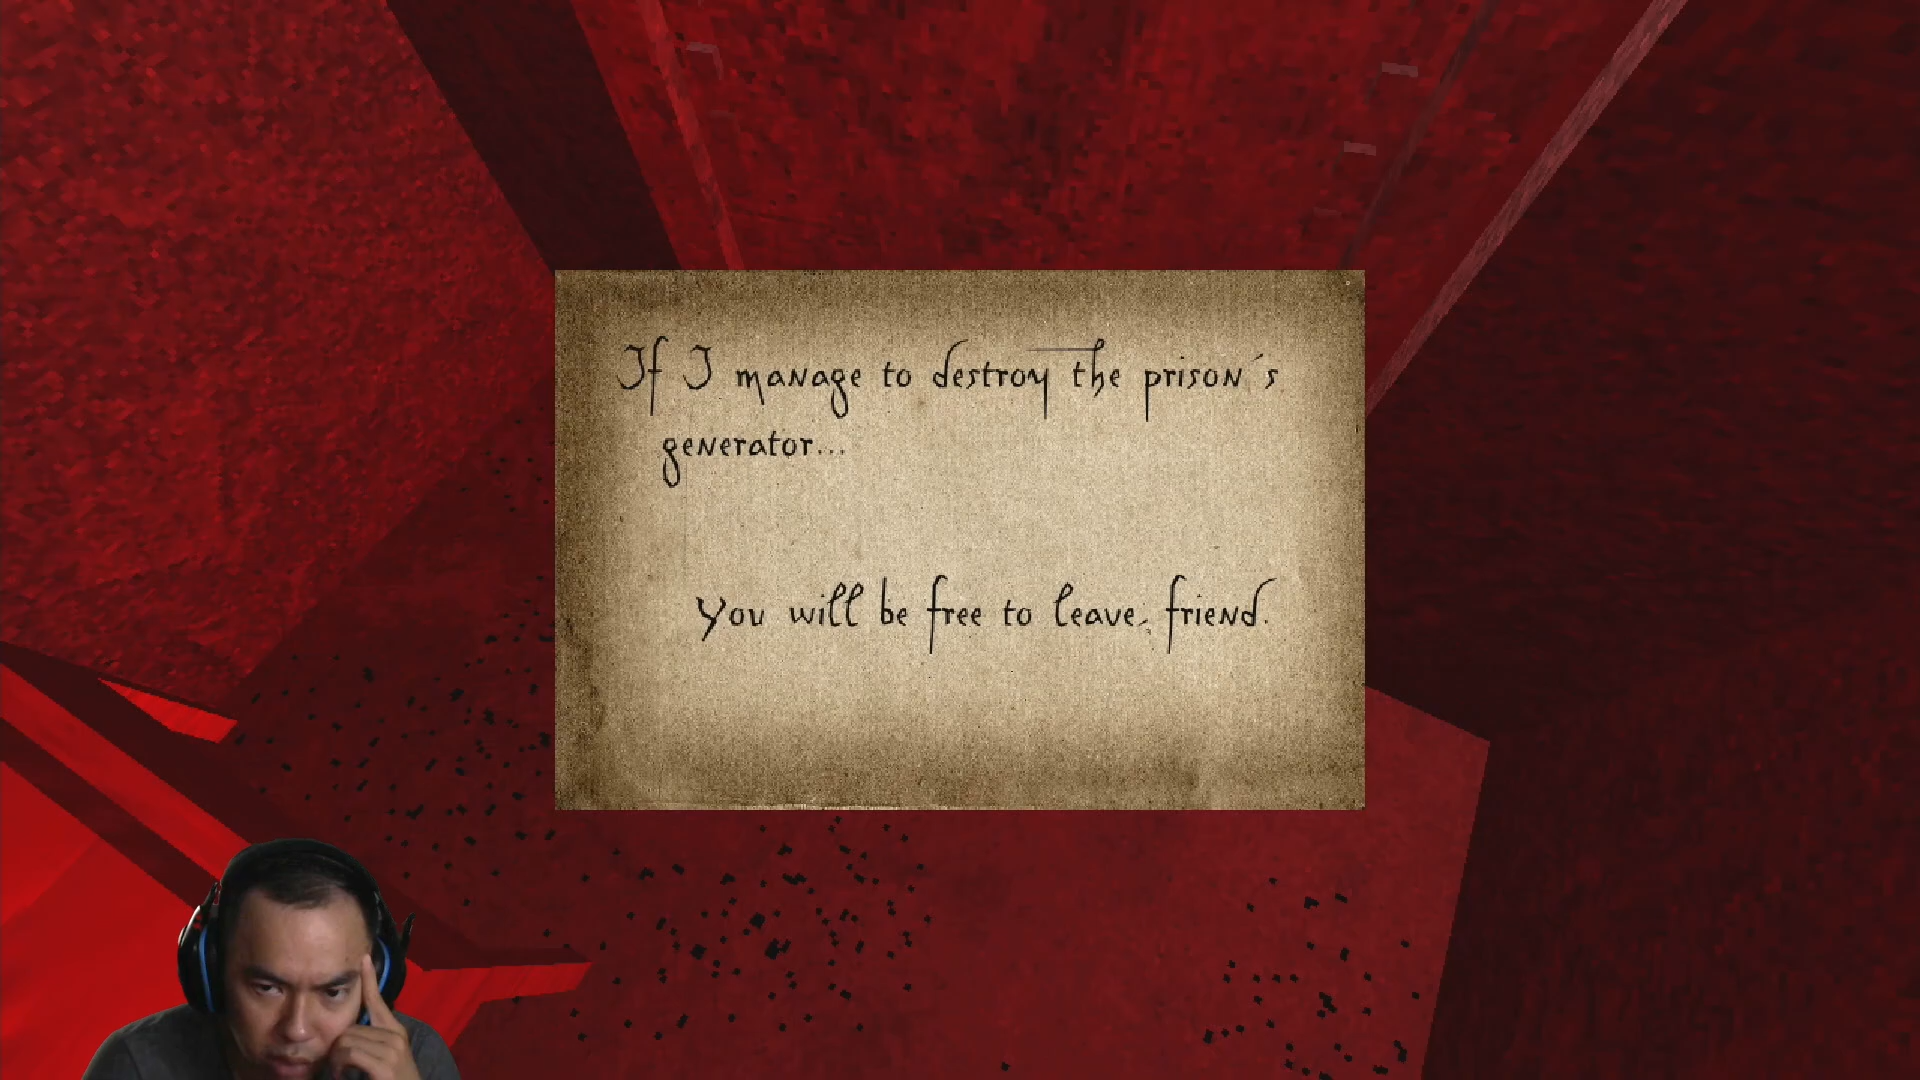 If I manage to destroy the prison´s
generator...
You will be free to leave, friend.